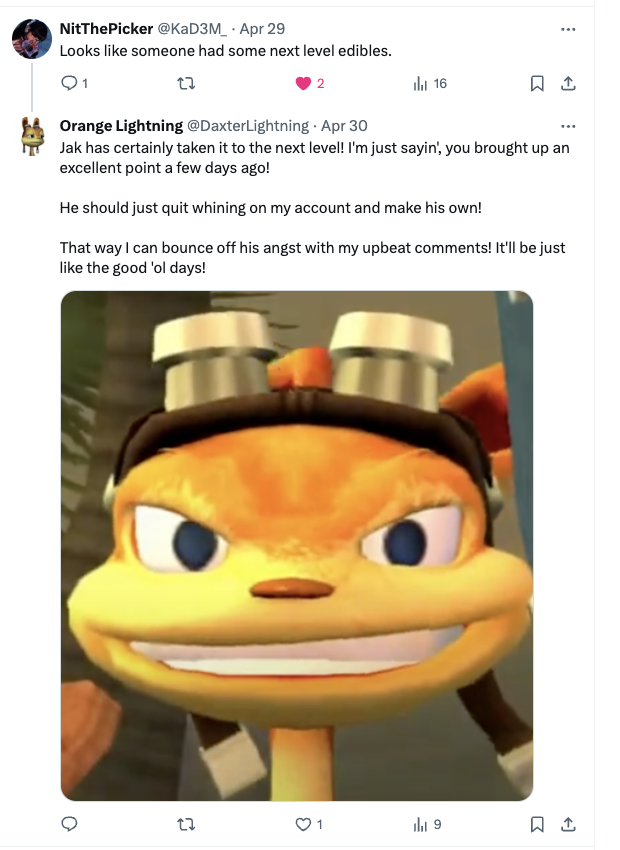 NitThePicker @KaD3M_ · Apr 29
Looks like someone had some next level edibles.
1 2 16
Orange Lightning @DaxterLightning · Apr 30
Jak has certainly taken it to the next level! I'm just sayin', you brought up an
excellent point a few days ago!
He should just quit whining on my account and make his own!
That way I can bounce off his angst with my upbeat comments! It'll be just
like the good 'ol days!
1 9